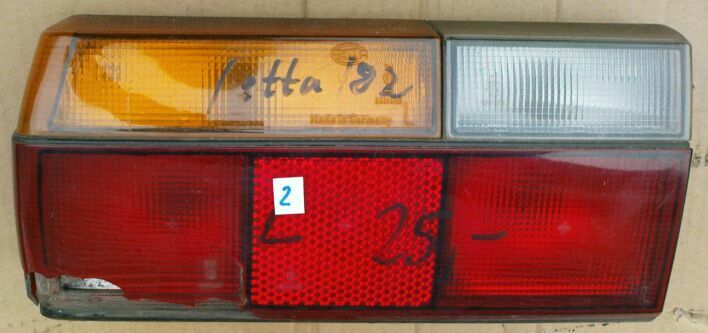 Jetta '82
Made In Germany
2
L 25,-